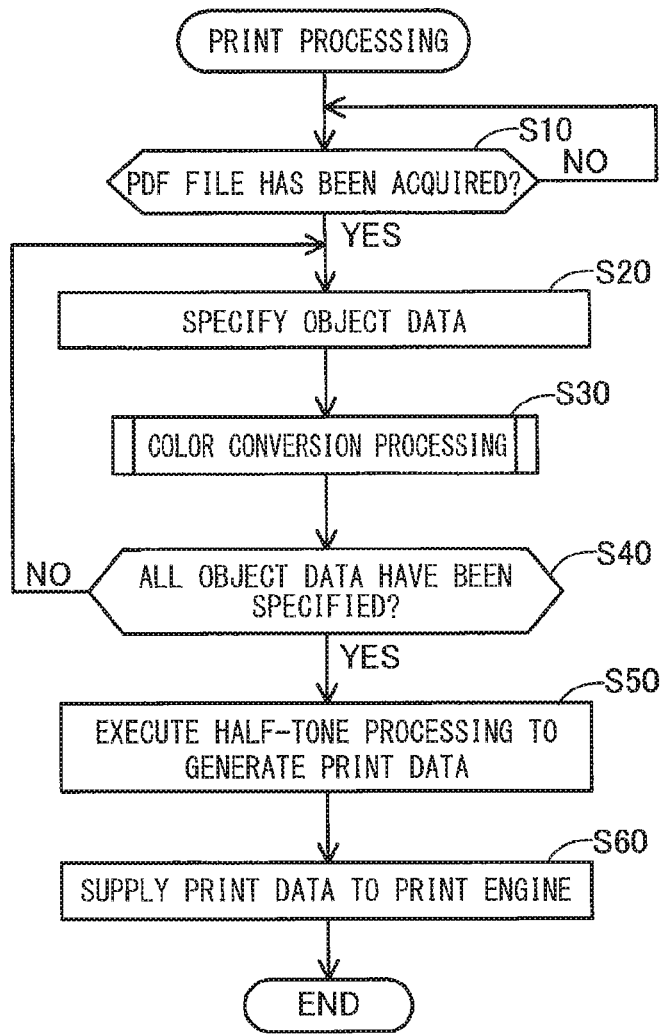 PRINT PROCESSING
S10
PDF FILE HAS BEEN ACQUIRED?
NO
YES
S20
SPECIFY OBJECT DATA
S30
COLOR CONVERSION PROCESSING
S40
NO
ALL OBJECT DATA HAVE BEEN
SPECIFIED?
YES
S50
EXECUTE HALF-TONE PROCESSING TO
GENERATE PRINT DATA
S60
SUPPLY PRINT DATA TO PRINT ENGINE
END